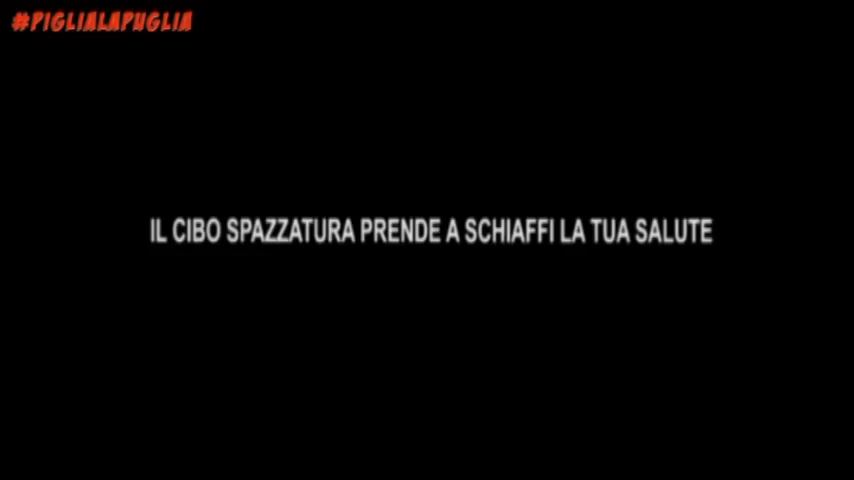 #PIGLIALAPUGLIA
IL CIBO SPAZZATURA PRENDE A SCHIAFFI LA TUA SALUTE